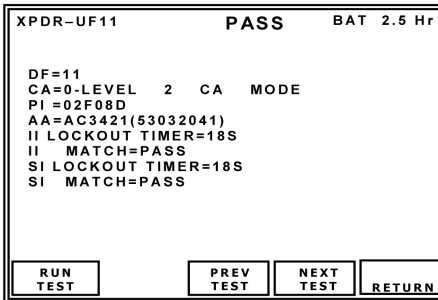 XPDR–UF11 PASS BAT 2.5 Hr
DF=11
CA=0-LEVEL 2 CA MODE
PI =02F08D
AA=AC3421(53032041)
II LOCKOUT TIMER=18S
II MATCH=PASS
SI LOCKOUT TIMER=18S
SI MATCH=PASS
RUN TEST
PREV TEST
NEXT TEST
RETURN